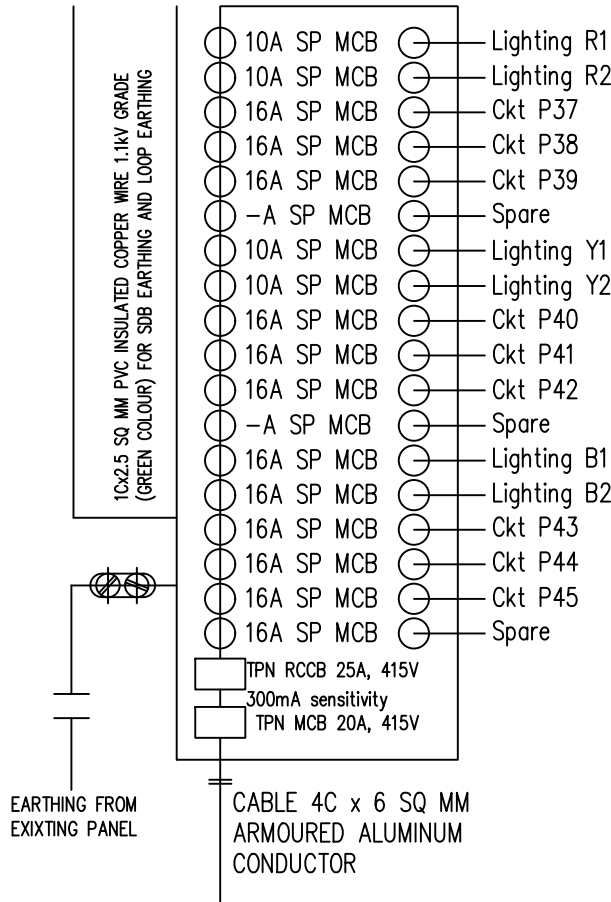 10A SP MCB Lighting R1
10A SP MCB Lighting R2
16A SP MCB Ckt P37
16A SP MCB Ckt P38
16A SP MCB Ckt P39
-A SP MCB Spare
10A SP MCB Lighting Y1
10A SP MCB Lighting Y2
16A SP MCB Ckt P40
16A SP MCB Ckt P41
16A SP MCB Ckt P42
-A SP MCB Spare
16A SP MCB Lighting B1
16A SP MCB Lighting B2
16A SP MCB Ckt P43
16A SP MCB Ckt P44
16A SP MCB Ckt P45
16A SP MCB Spare
TPN RCCB 25A, 415V
300mA sensitivity
TPN MCB 20A, 415V
1Cx2.5 SQ MM PVC INSULATED COPPER WIRE 1.1kV GRADE
(GREEN COLOUR) FOR SDB EARTHING AND LOOP EARTHING
EARTHING FROM
EXIXTING PANEL
CABLE 4C x 6 SQ MM
ARMOURED ALUMINUM
CONDUCTOR